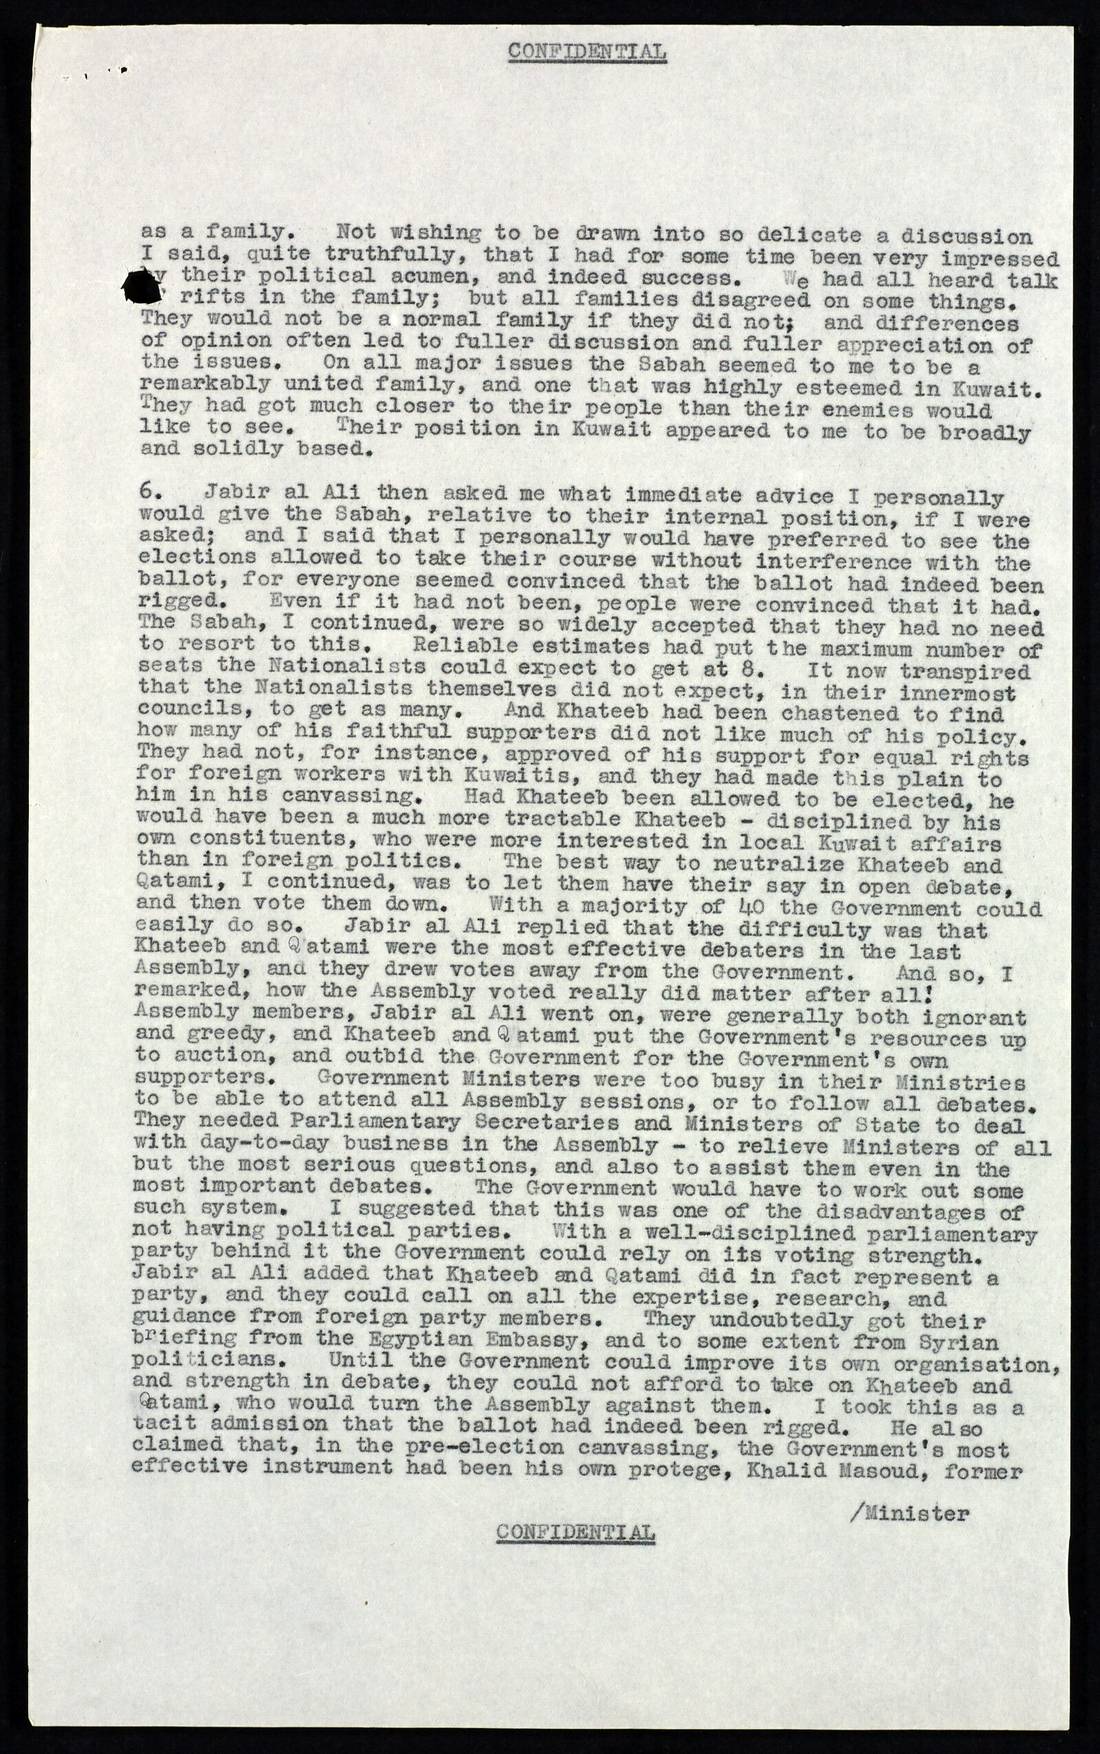 CONFIDENTIAL
as a family. Not wishing to be drawn into so delicate a discussion
I said, quite truthfully, that I had for some time been very impressed
by their political acumen, and indeed success. We had all heard talk
rifts in the family; but all families disagreed on some things.
They would not be a normal family if they did not; and differences
of opinion often led to fuller discussion and fuller appreciation of
the issues. On all major issues the Sabah seemed to me to be a
remarkably united family, and one that was highly esteemed in Kuwait.
They had got much closer to their people than their enemies would
like to see. Their position in Kuwait appeared to me to be broadly
and solidly based.
6. Jabir al Ali then asked me what immediate advice I personally
would give the Sabah, relative to their internal position, if I were
asked; and I said that I personally would have preferred to see the
elections allowed to take their course without interference with the
ballot, for everyone seemed convinced that the ballot had indeed been
rigged. Even if it had not been, people were convinced that it had.
The Sabah, I continued, were so widely accepted that they had no need
to resort to this. Reliable estimates had put the maximum number of
seats the Nationalists could expect to get at 8. It now transpired
that the Nationalists themselves did not expect, in their innermost
councils, to get as many. And Khateeb had been chastened to find
how many of his faithful supporters did not like much of his policy.
They had not, for instance, approved of his support for equal rights
for foreign workers with Kuwaitis, and they had made this plain to
him in his canvassing. Had Khateeb been allowed to be elected, he
would have been a much more tractable Khateeb - disciplined by his
own constituents, who were more interested in local Kuwait affairs
than in foreign politics. The best way to neutralize Khateeb and
Qatami, I continued, was to let them have their say in open debate,
and then vote them down. With a majority of 40 the Government could
easily do so. Jabir al Ali replied that the difficulty was that
Khateeb and Qatami were the most effective debaters in the last
Assembly, and they drew votes away from the Government. And so, I
remarked, how the Assembly voted really did matter after all!
Assembly members, Jabir al Ali went on, were generally both ignorant
and greedy, and Khateeb and Qatami put the Government's resources up
to auction, and outbid the Government for the Government's own
supporters. Government Ministers were too busy in their Ministries
to be able to attend all Assembly sessions, or to follow all debates.
They needed Parliamentary Secretaries and Ministers of State to deal
with day-to-day business in the Assembly - to relieve Ministers of all
but the most serious questions, and also to assist them even in the
most important debates. The Government would have to work out some
such system. I suggested that this was one of the disadvantages of
not having political parties. With a well-disciplined parliamentary
party behind it the Government could rely on its voting strength.
Jabir al Ali added that Khateeb and Qatami did in fact represent a
party, and they could call on all the expertise, research, and
guidance from foreign party members. They undoubtedly got their
briefing from the Egyptian Embassy, and to some extent from Syrian
politicians. Until the Government could improve its own organisation,
and strength in debate, they could not afford to take on Khateeb and
Qatami, who would turn the Assembly against them. I took this as a
tacit admission that the ballot had indeed been rigged. He also
claimed that, in the pre-election canvassing, the Government's most
effective instrument had been his own protege, Khalid Masoud, former
/Minister
CONFIDENTIAL